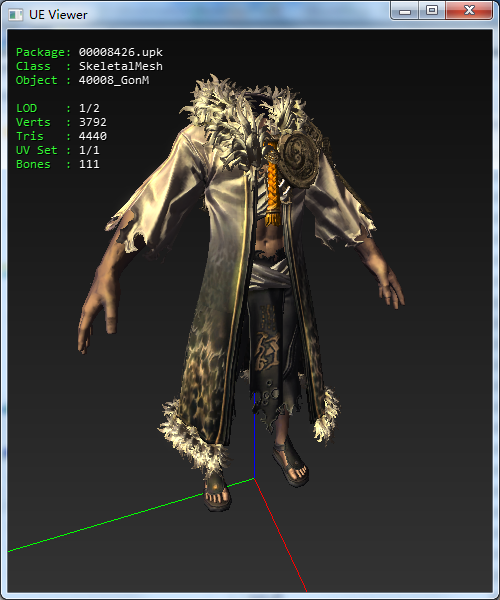 UE Viewer
Package: 00008426.upk
Class : SkeletalMesh
Object : 40008_GonM
LOD : 1/2
Verts : 3792
Tris : 4440
UV Set : 1/1
Bones : 111